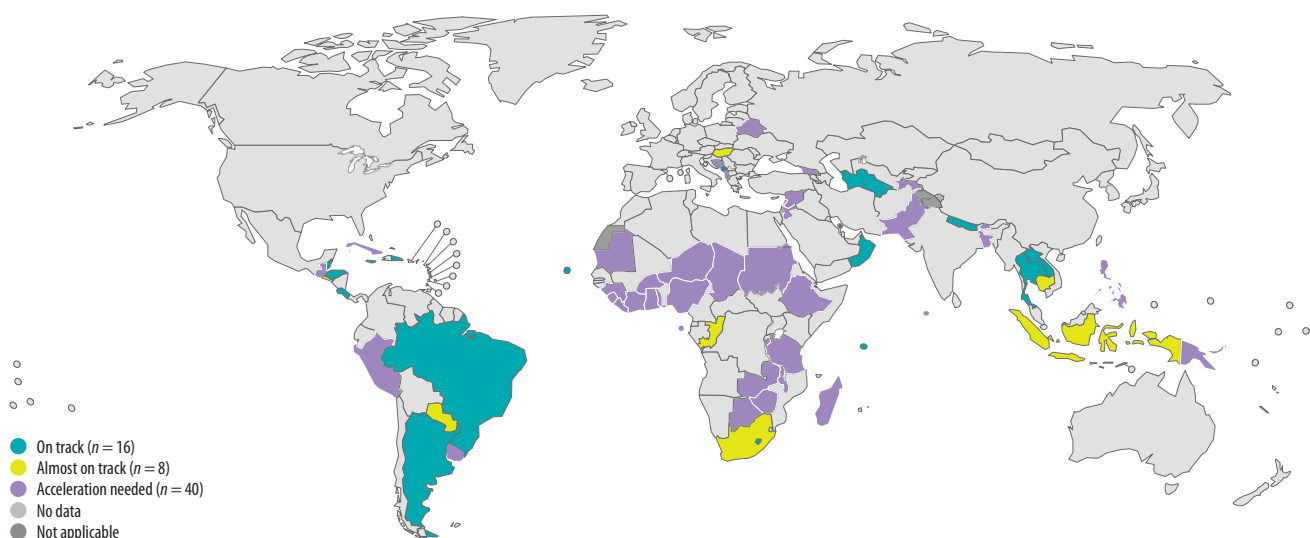 On track (n = 16)
Almost on track (n = 8)
Acceleration needed (n = 40)
No data
Not applicable